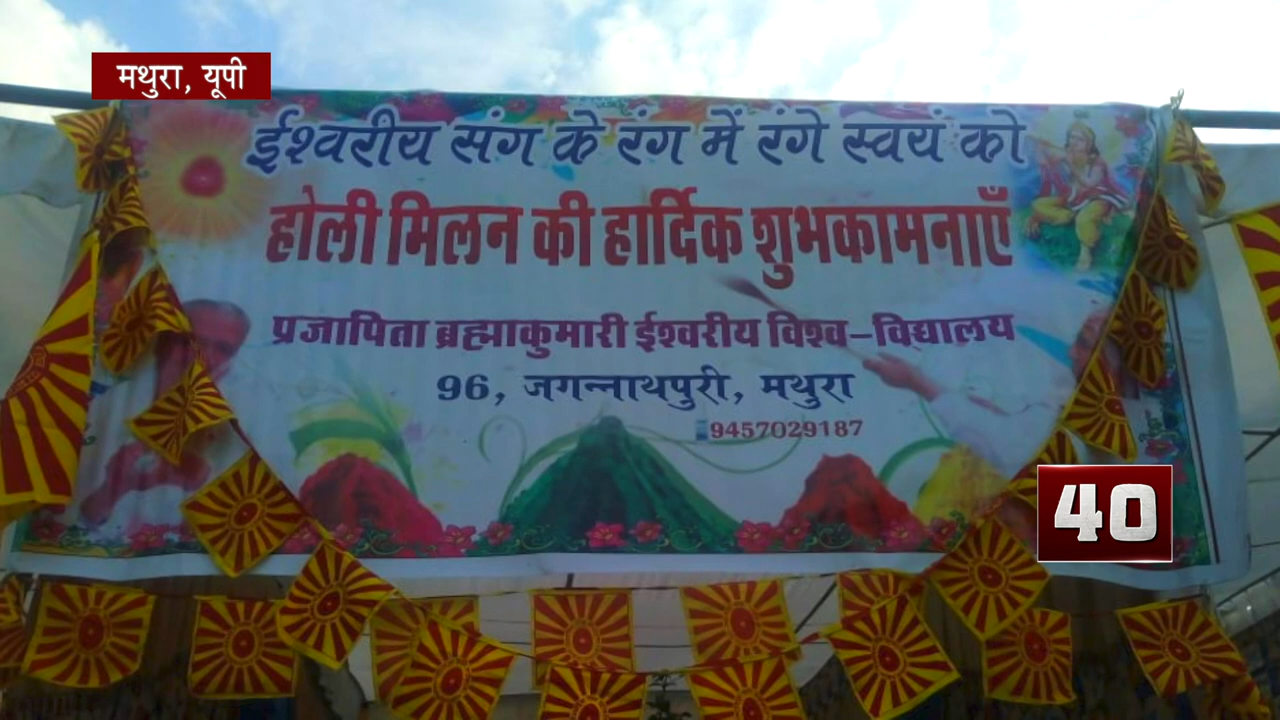 मथुरा, यूपी
ईश्वरीय संग के रंग में रंगे स्वयं को
होली मिलन की हार्दिक शुभकामनाएँ
प्रजापिता ब्रह्माकुमारी ईश्वरीय विश्व-विद्यालय
96, जगन्नाथपुरी, मथुरा
9457029187
40